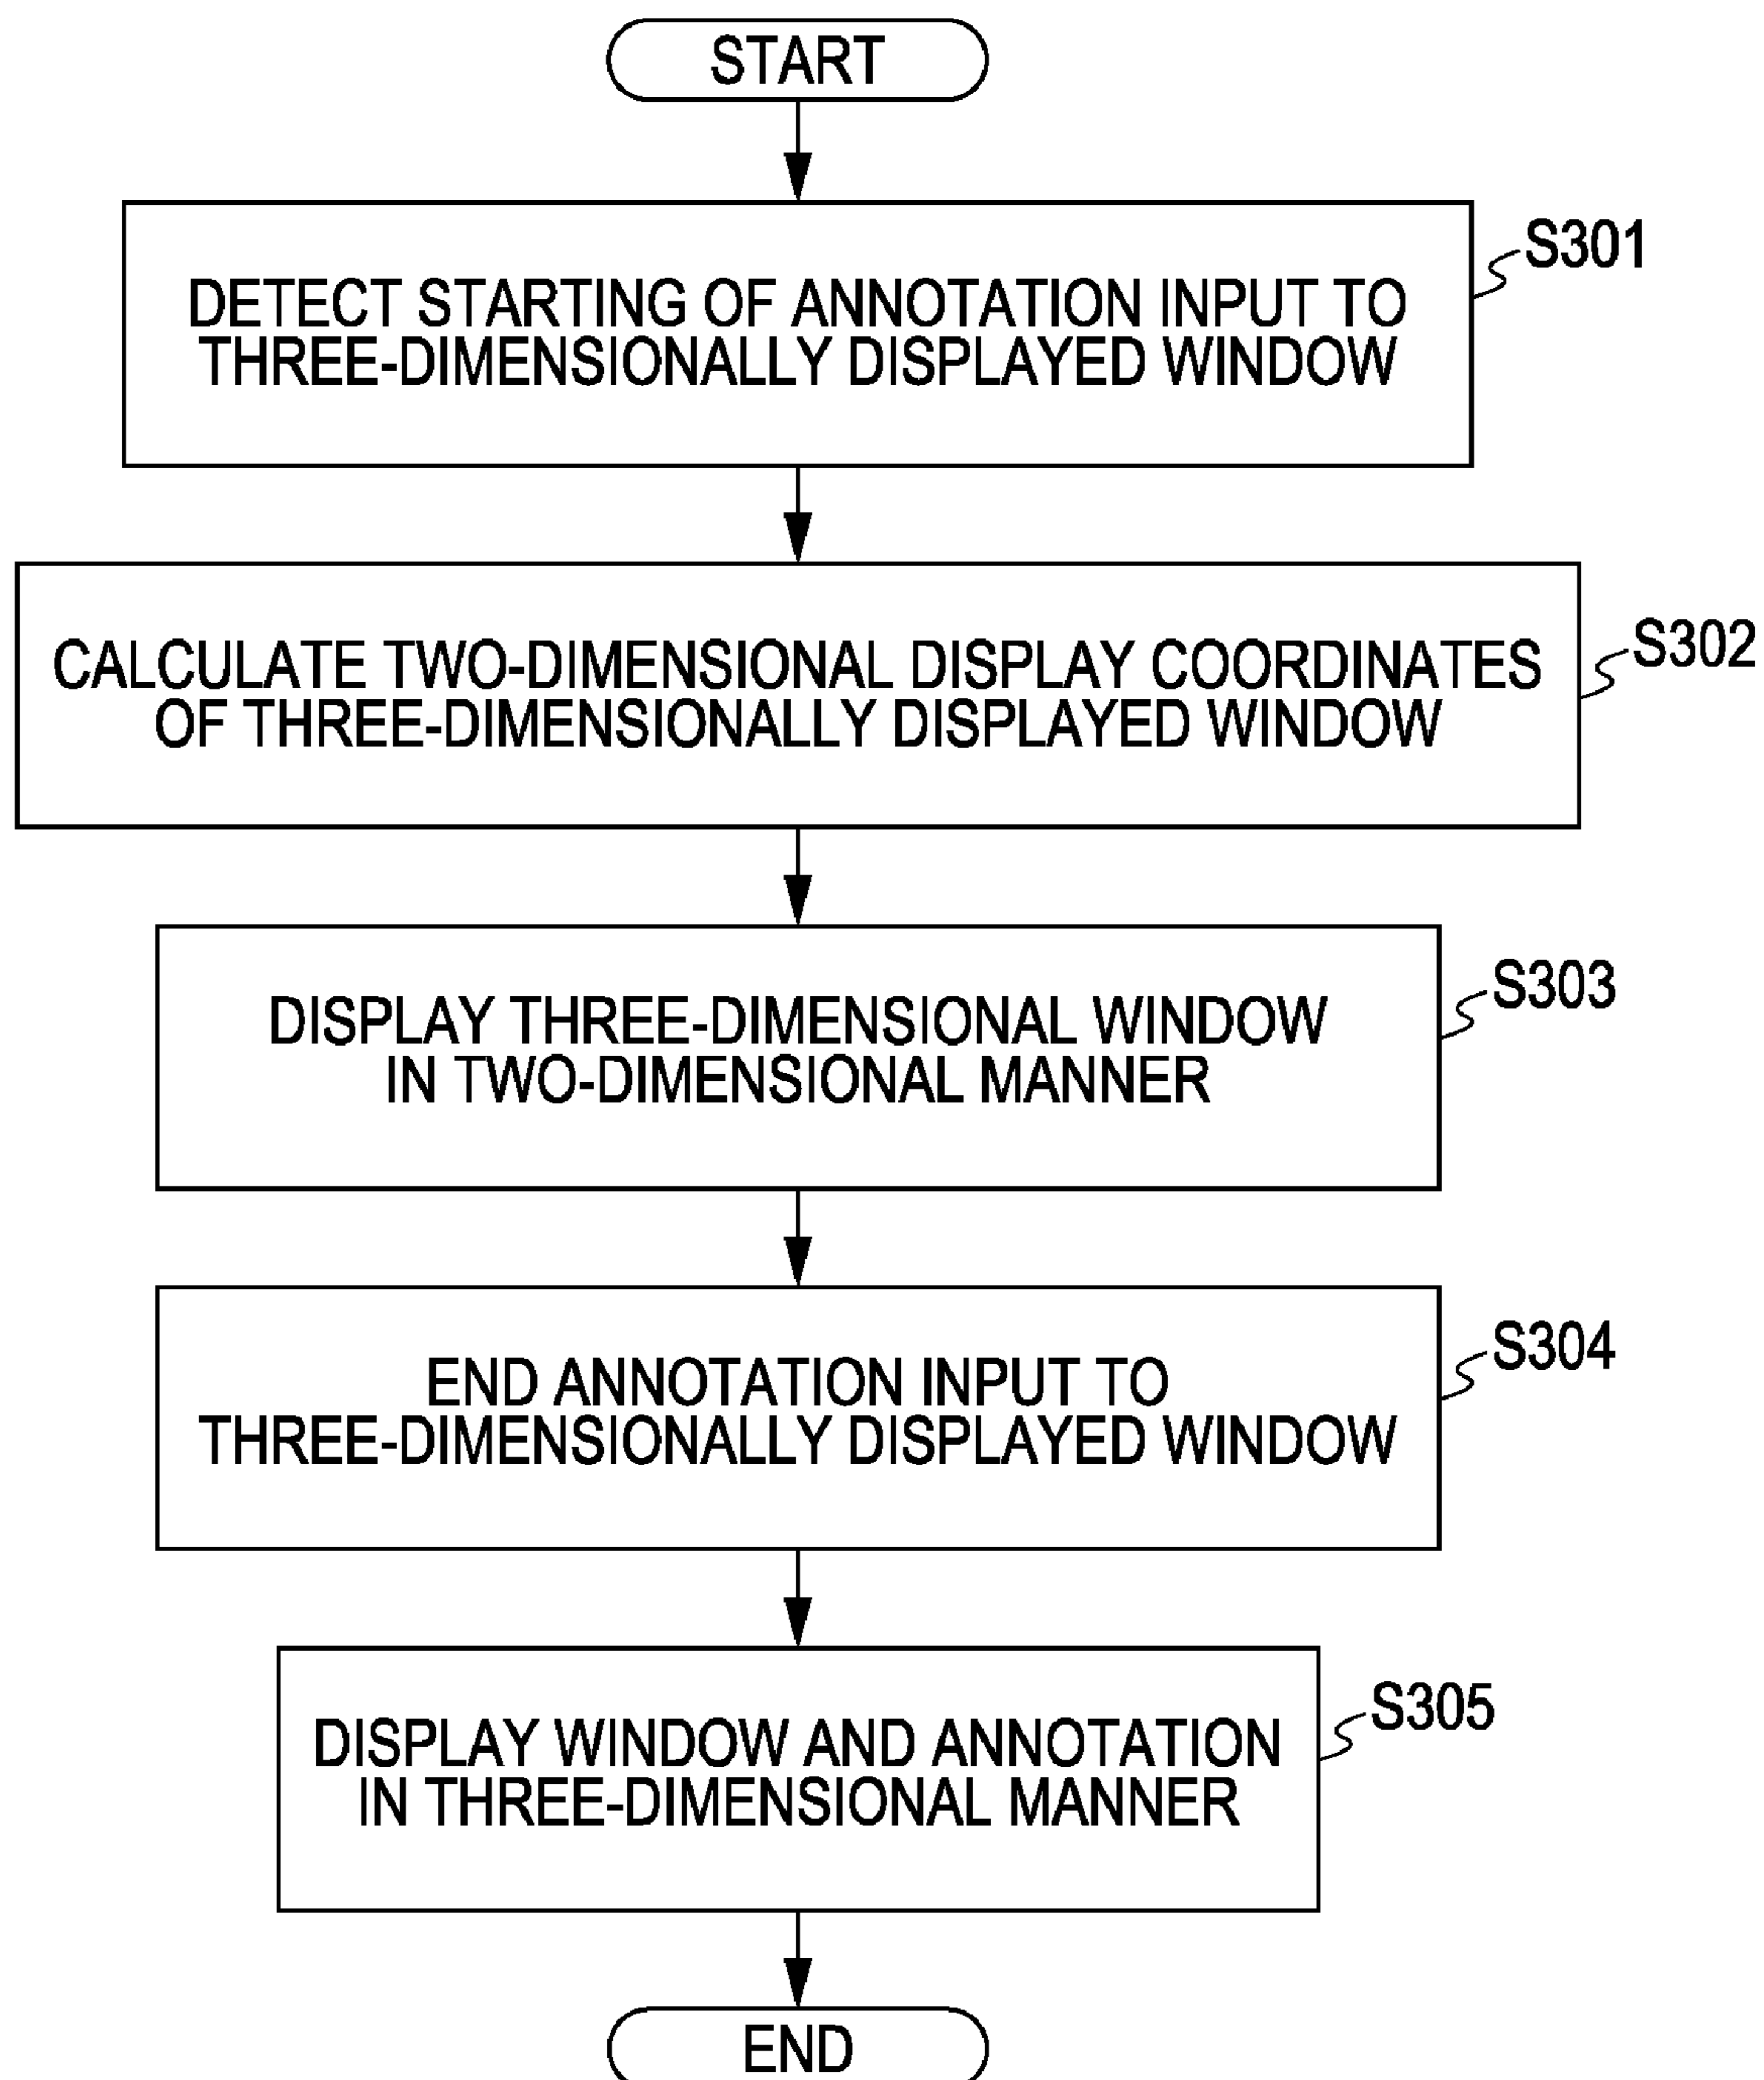 START
S301
DETECT STARTING OF ANNOTATION INPUT TO
THREE-DIMENSIONALLY DISPLAYED WINDOW
S302
CALCULATE TWO-DIMENSIONAL DISPLAY COORDINATES
OF THREE-DIMENSIONALLY DISPLAYED WINDOW
S303
DISPLAY THREE-DIMENSIONAL WINDOW
IN TWO-DIMENSIONAL MANNER
S304
END ANNOTATION INPUT TO
THREE-DIMENSIONALLY DISPLAYED WINDOW
S305
DISPLAY WINDOW AND ANNOTATION
IN THREE-DIMENSIONAL MANNER
END